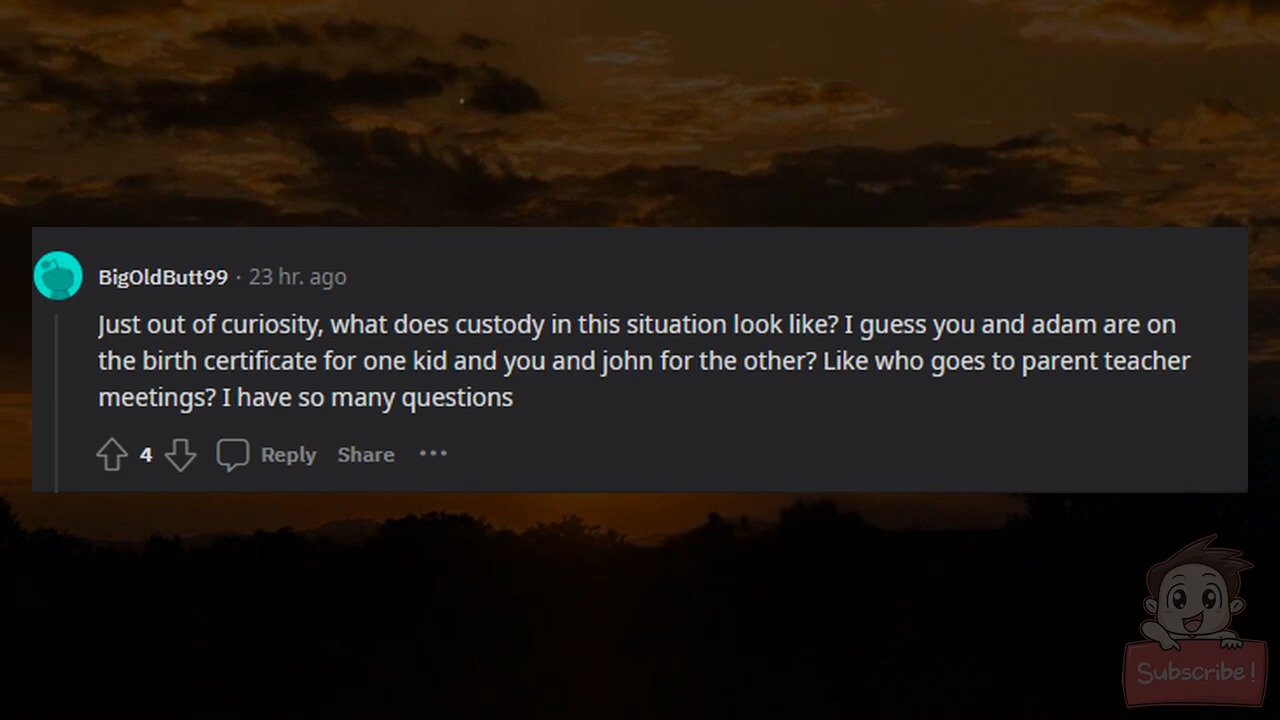 BigOldButt99 · 23 hr. ago
Just out of curiosity, what does custody in this situation look like? I guess you and adam are on
the birth certificate for one kid and you and john for the other? Like who goes to parent teacher
meetings? I have so many questions
4 Reply Share ···
Subscribe!